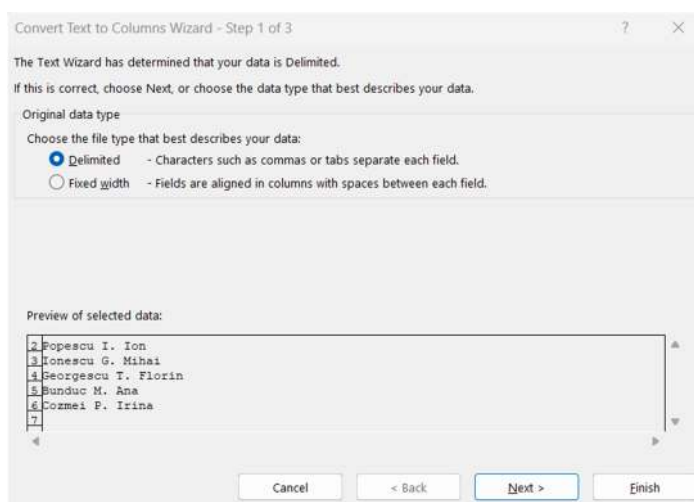 Convert Text to Columns Wizard - Step 1 of 3 ?
The Text Wizard has determined that your data is Delimited.
If this is correct, choose Next, or choose the data type that best describes your data.
Original data type
Choose the file type that best describes your data:
Delimited - Characters such as commas or tabs separate each field.
Fixed width - Fields are aligned in columns with spaces between each field.
Preview of selected data:
2 Popescu I. Ion
3 Ionescu G. Mihai
4 Georgescu T. Florin
5 Bunduc M. Ana
6 Cozmei P. Irina
7
Cancel < Back Next > Finish